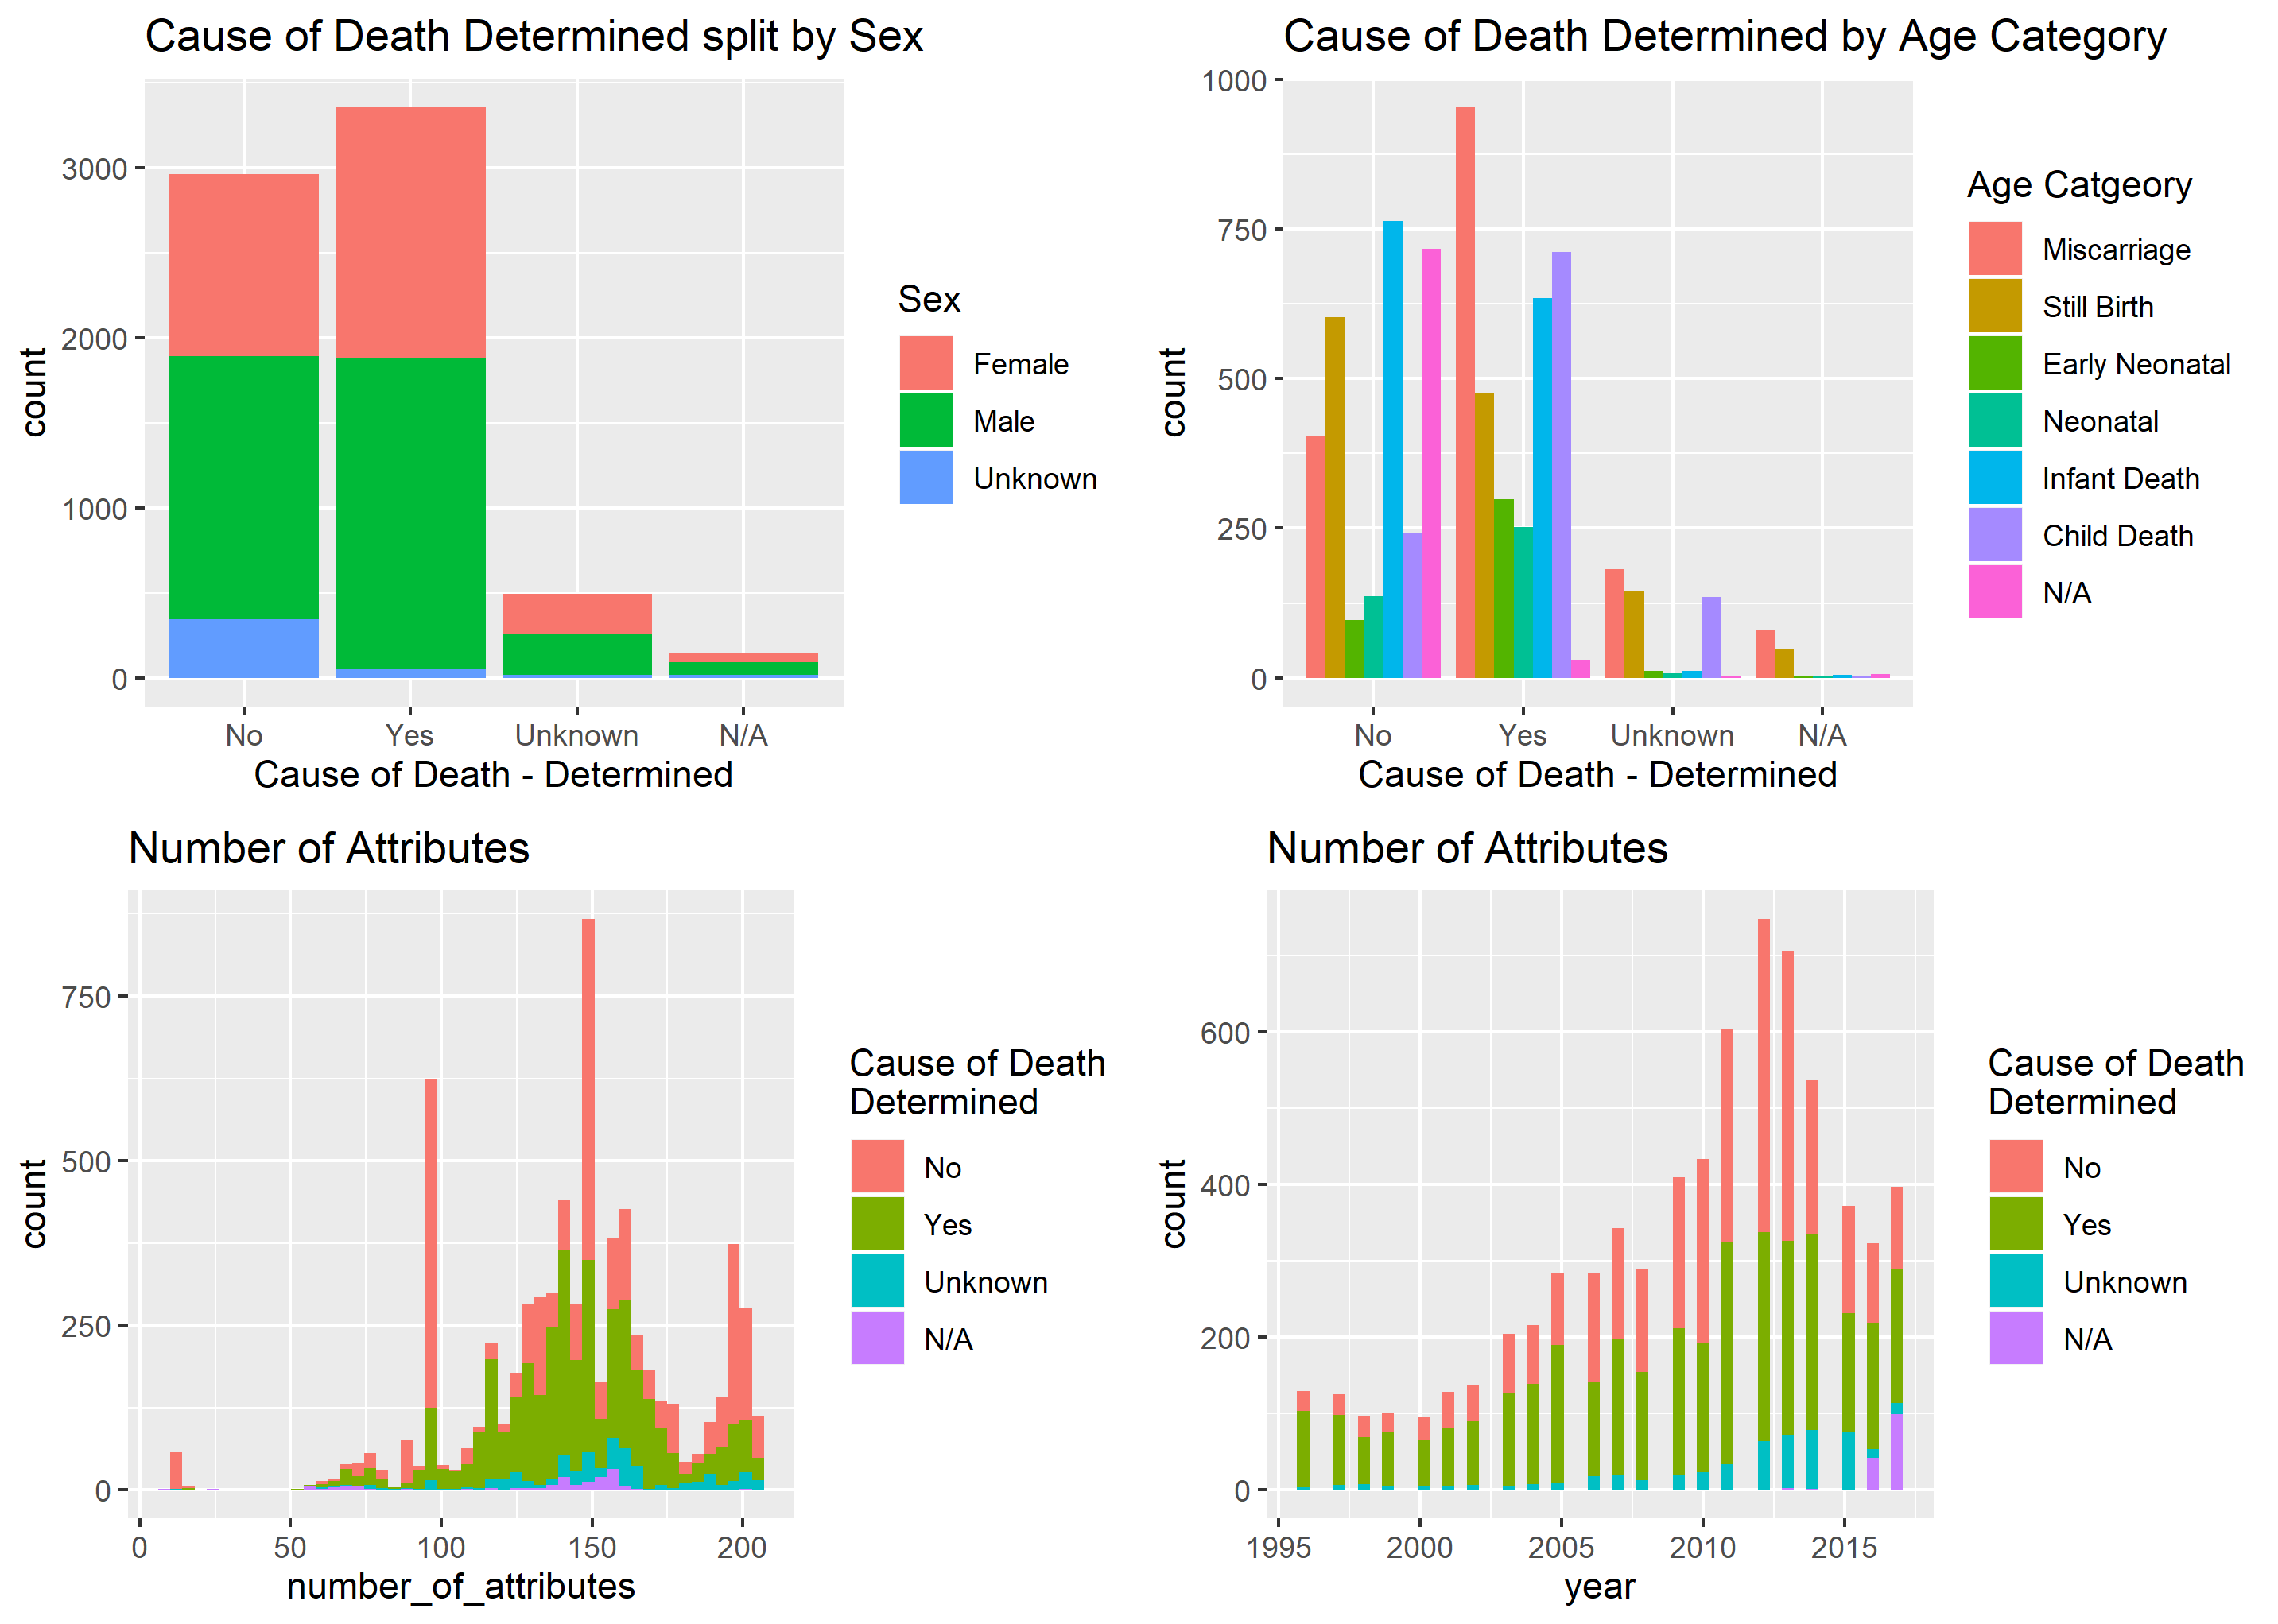 Cause of Death Determined split by Sex
3000
2000
1000
0
count
No Yes Unknown N/A
Cause of Death - Determined
Sex
Female
Male
Unknown
Cause of Death Determined by Age Category
1000
750
500
250
0
count
No Yes Unknown N/A
Cause of Death - Determined
Age Catgeory
Miscarriage
Still Birth
Early Neonatal
Neonatal
Infant Death
Child Death
N/A
Number of Attributes
750
500
250
0
count
0 50 100 150 200
number_of_attributes
Cause of Death
Determined
No
Yes
Unknown
N/A
Number of Attributes
600
400
200
0
count
1995 2000 2005 2010 2015
year
Cause of Death
Determined
No
Yes
Unknown
N/A